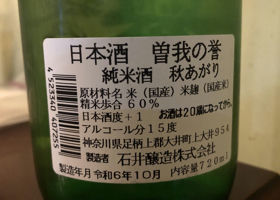 日本酒 曽我の誉
純米酒 秋あがり
原材料名 米(国産)米麹(国産米)
精米歩合 60%
日本酒度+1 お酒は20歳になってから。
アルコール分15度
神奈川県足柄上郡大井町上大井954
製造者 石井醸造株式会社
製造年月 令和6年10月 内容量720ml
4523340407255